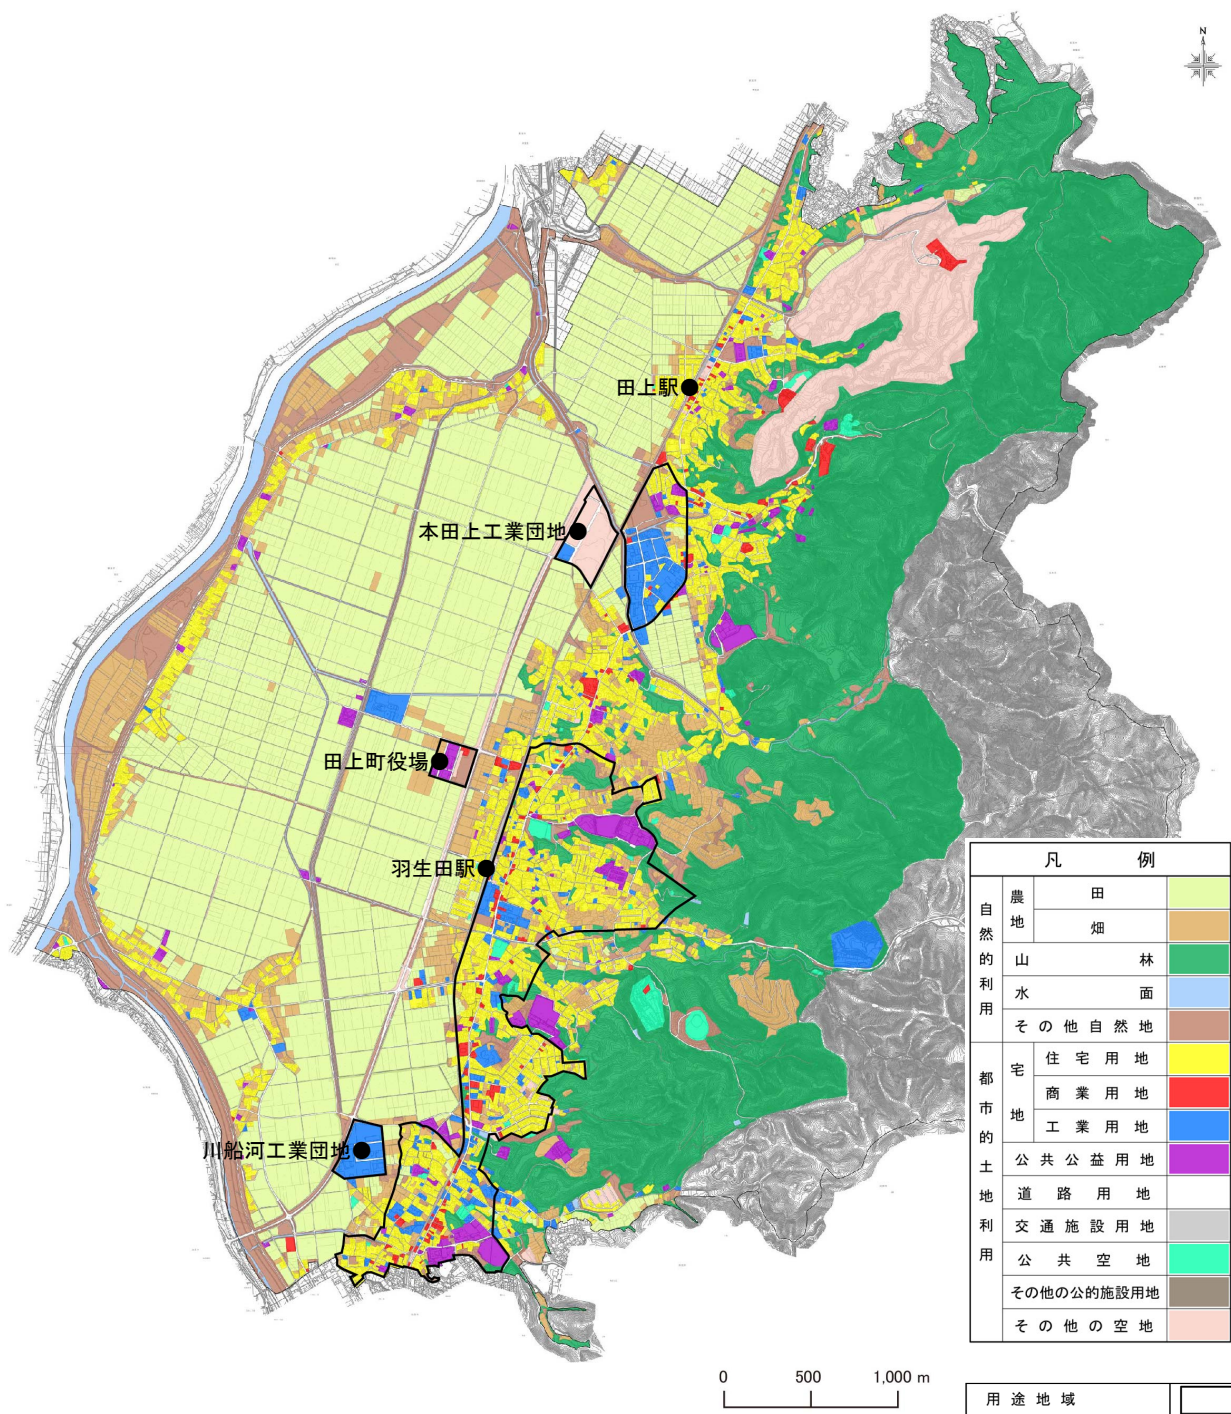 N
田上駅
本田上工業団地
田上町役場
羽生田駅
川船河工業団地
凡例
自然的利用
農地
田
畑
山林
水面
その他自然地
都市的土地利用
宅地
住宅用地
商業用地
工業用地
公共公益用地
道路用地
交通施設用地
公共空地
その他の公的施設用地
その他の空地
0 500 1,000 m
用途地域